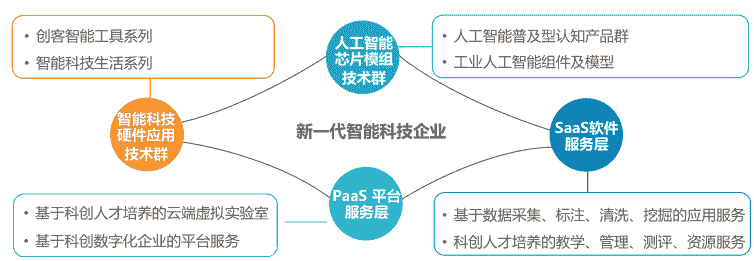 • 创客智能工具系列
• 智能科技生活系列
人工智能
芯片模组
技术群
• 人工智能普及型认知产品群
• 工业人工智能组件及模型
智能科技
硬件应用
技术群
新一代智能科技企业
SaaS软件
服务层
PaaS 平台
服务层
• 基于科创人才培养的云端虚拟实验室
• 基于科创数字化企业的平台服务
• 基于数据采集、标注、清洗、挖掘的应用服务
• 科创人才培养的教学、管理、测评、资源服务